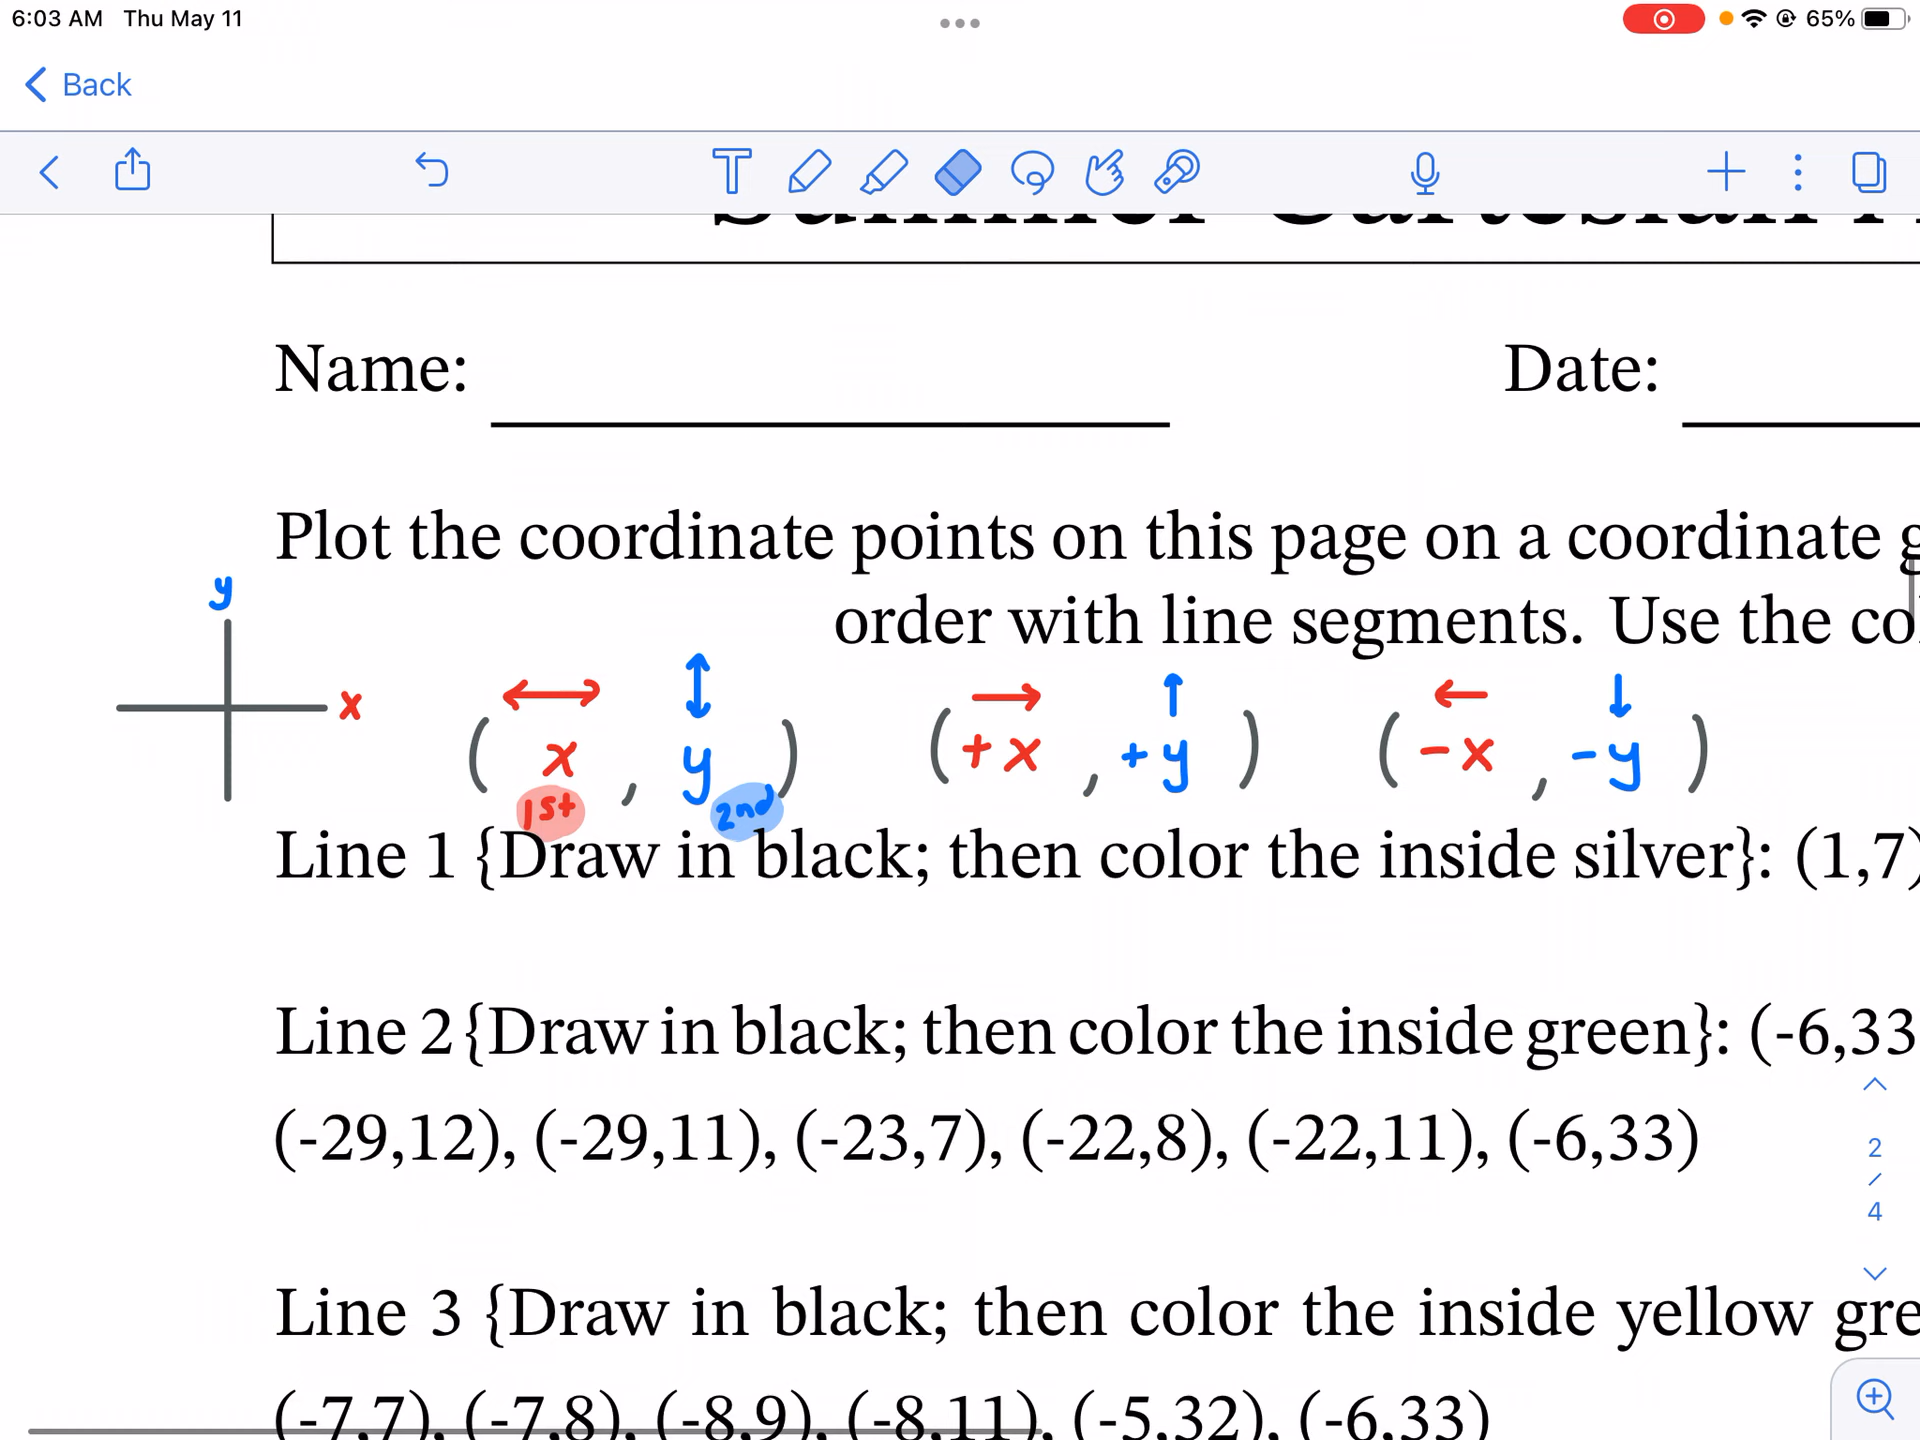 6:03 AM Thu May 11
65%
Back
Name:
Date:
Plot the coordinate points on this page on a coordinate
order with line segments. Use the
y
x
( x , y ) (+x , +y ) (-x , -y )
1st 2nd
Line 1 {Draw in black; then color the inside silver}: (1,7)
Line 2 {Draw in black; then color the inside green}: (-6,33
(-29,12), (-29,11), (-23,7), (-22,8), (-22,11), (-6,33)
2
/
4
Line 3 {Draw in black; then color the inside yellow
(-7,7), (-7,8), (-8,9), (-8,11), (-5,32), (-6,33)